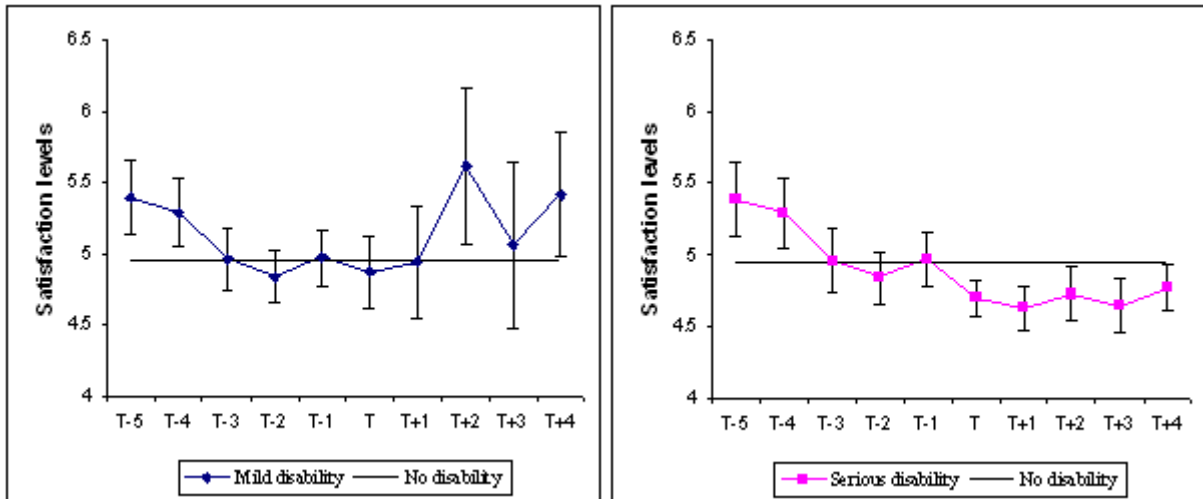 Satisfaction levels
6.5
6
5.5
5
4.5
4
T-5 T-4 T-3 T-2 T-1 T T+1 T+2 T+3 T+4
Mild disability No disability
Satisfaction levels
6.5
6
5.5
5
4.5
4
T-5 T-4 T-3 T-2 T-1 T T+1 T+2 T+3 T+4
Serious disability No disability